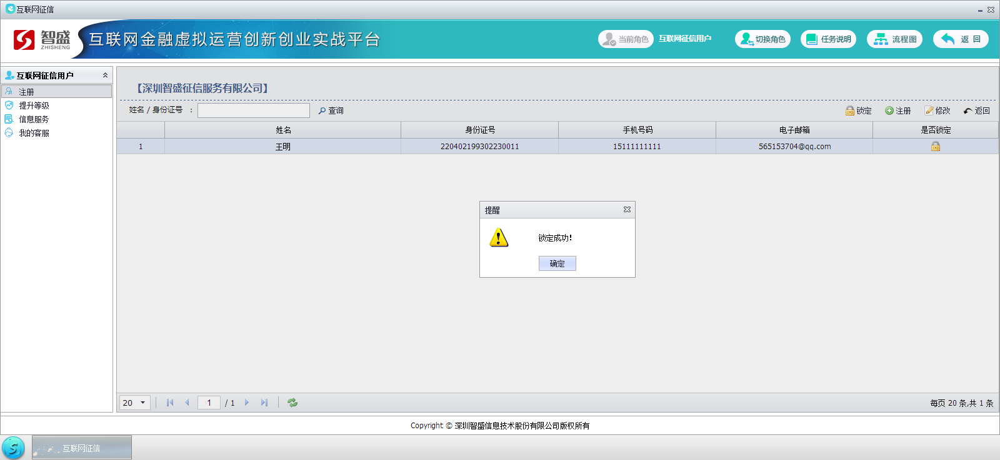 互联网征信
智盛
ZHISHENG
互联网金融虚拟运营创新创业实战平台
当前角色
互联网征信用户
切换角色
任务说明
流程图
返 回
互联网征信用户
注册
提升等级
信息服务
我的客服
【深圳智盛征信服务有限公司】
姓名 / 身份证号 :
查询
锁定
注册
修改
返回
姓名 身份证号 手机号码 电子邮箱 是否锁定
1 王明 220402199302230011 15111111111 565153704@qq.com
提醒
锁定成功!
确定
20
1 / 1
每页 20 条,共 1 条
Copyright © 深圳智盛信息技术股份有限公司版权所有
互联网征信